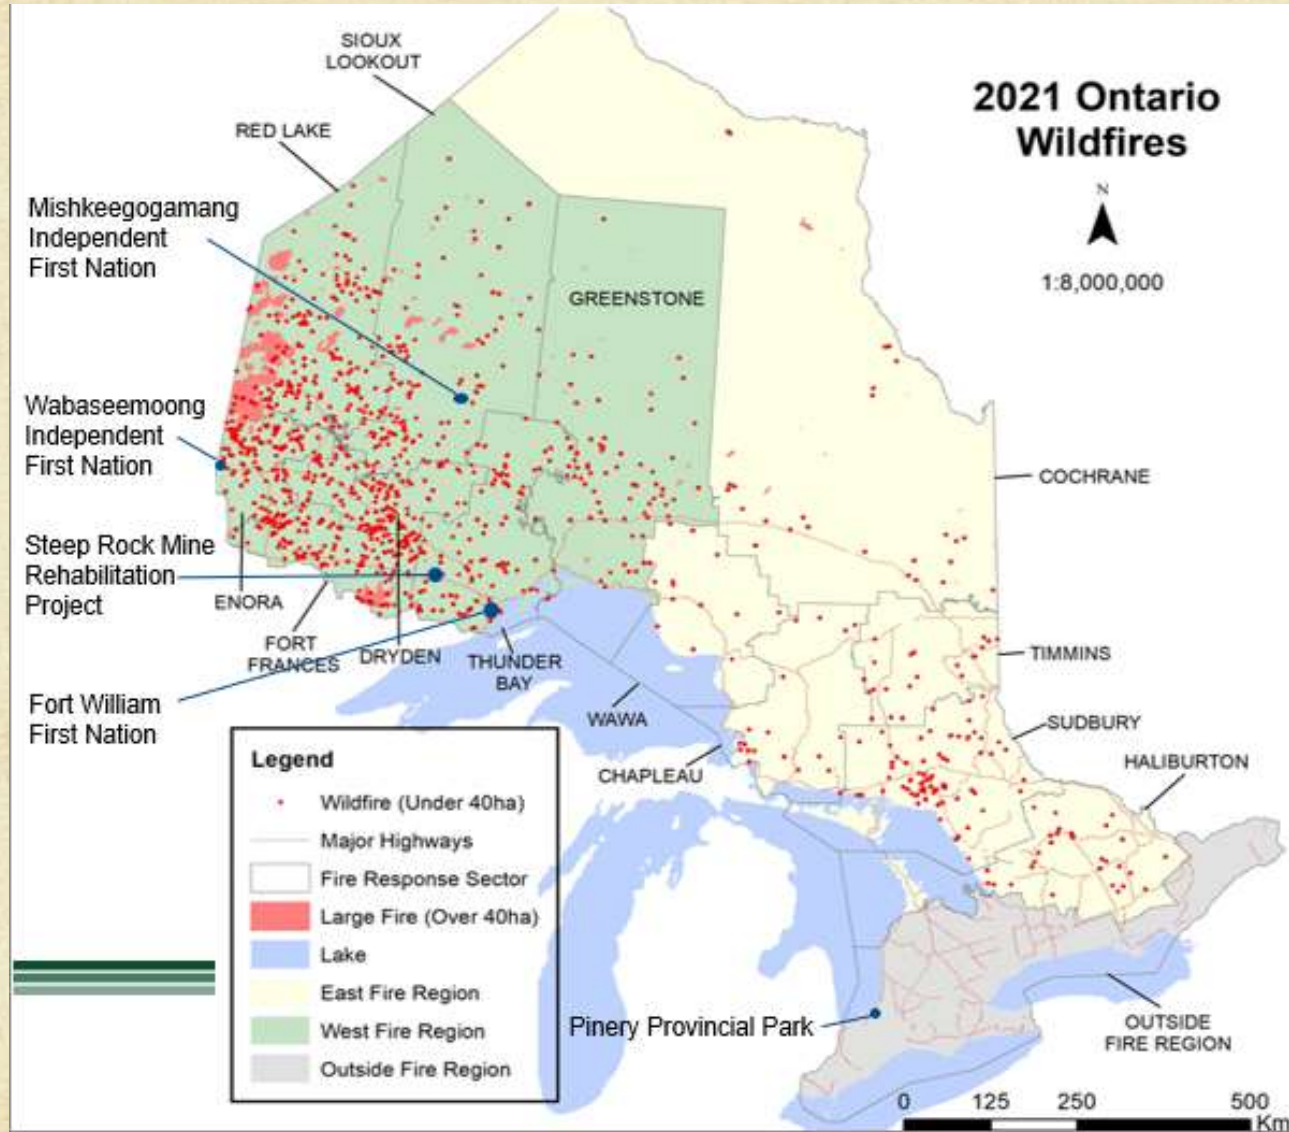 2021 Ontario
Wildfires
N
1:8,000,000
SIOUX
LOOKOUT
RED LAKE
Mishkeegogamang
Independent
First Nation
GREENSTONE
Wabaseemoong
Independent
First Nation
COCHRANE
Steep Rock Mine
Rehabilitation
Project
ENORA
FORT
FRANCES
DRYDEN
THUNDER
BAY
TIMMINS
Fort William
First Nation
WAWA
SUDBURY
CHAPLEAU
HALIBURTON
Legend
Wildfire (Under 40ha)
Major Highways
Fire Response Sector
Large Fire (Over 40ha)
Lake
East Fire Region
West Fire Region
Outside Fire Region
Pinery Provincial Park
OUTSIDE
FIRE REGION
0 125 250 500
Km